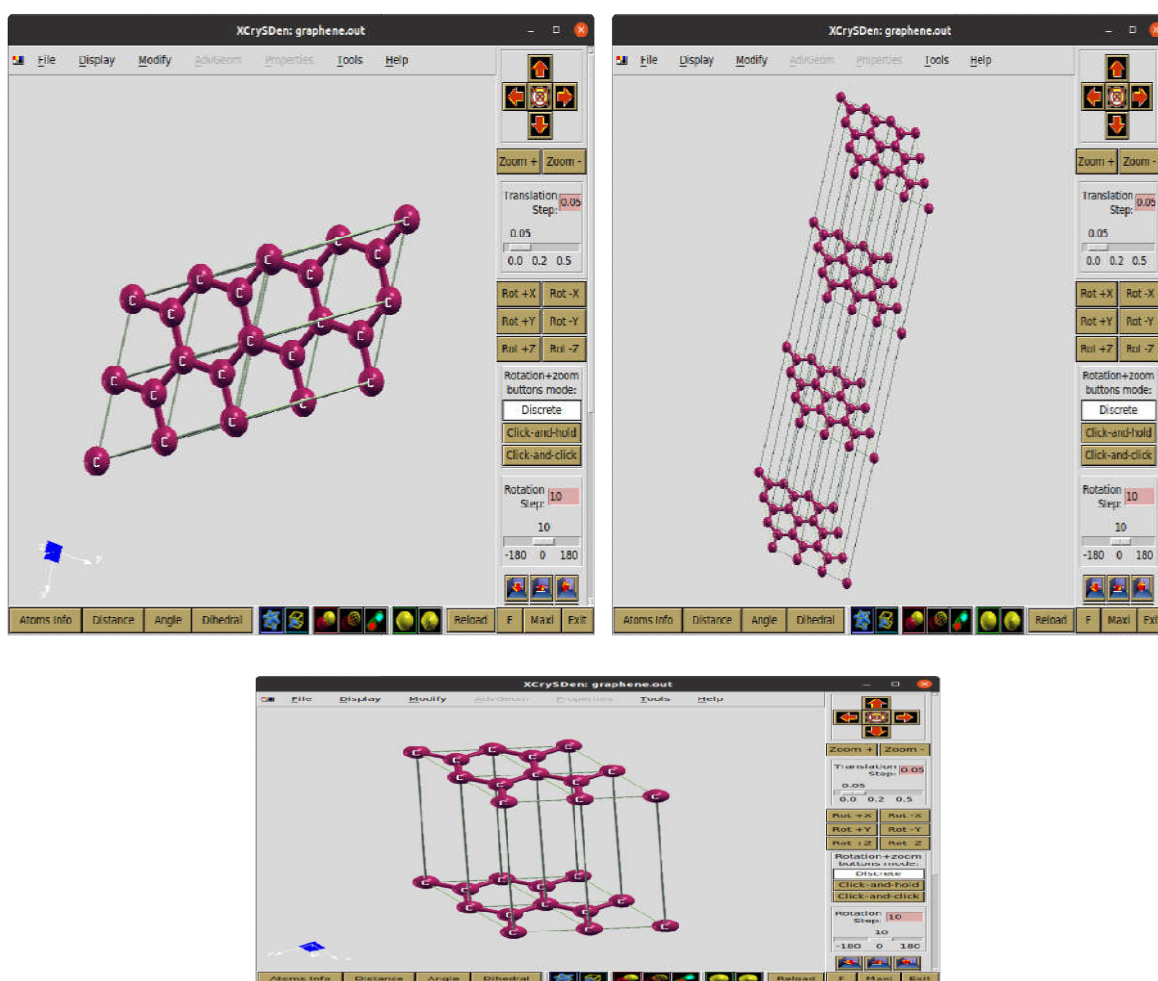 XCrySDen: graphene.out
File Display Modify AdvGeom Properties Tools Help
Zoom + Zoom -
Translation
Step: 0.05
0.05
0.0 0.2 0.5
Rot +X Rot -X
Rot +Y Rot -Y
Rot +Z Rot -Z
Rotation+zoom
buttons mode:
Discrete
Click-and-hold
Click-and-click
Rotation
Step: 10
10
-180 0 180
C C C C C
C C C C
C C C C C
C C C C
C C C C C
Atoms Info Distance Angle Dihedral Reload F Maxi Exit
XCrySDen: graphene.out
File Display Modify AdvGeom Properties Tools Help
Zoom + Zoom -
Translation
Step: 0.05
0.05
0.0 0.2 0.5
Rot +X Rot -X
Rot +Y Rot -Y
Rot +Z Rot -Z
Rotation+zoom
buttons mode:
Discrete
Click-and-hold
Click-and-click
Rotation
Step: 10
10
-180 0 180
Atoms Info Distance Angle Dihedral Reload F Maxi Exit
XCrySDen: graphene.out
File Display Modify AdvGeom Properties Tools Help
Zoom + Zoom -
Translation
Step: 0.05
0.05
0.0 0.2 0.5
Rot +X Rot -X
Rot +Y Rot -Y
Rot +Z Rot -Z
Rotation+zoom
buttons mode:
Discrete
Click-and-hold
Click-and-click
Rotation
Step: 10
10
-180 0 180
C C C
C C
C C C
C C
C C C
C C C
C C
C C C
C C
C C C
Atoms Info Distance Angle Dihedral Reload F Maxi Exit